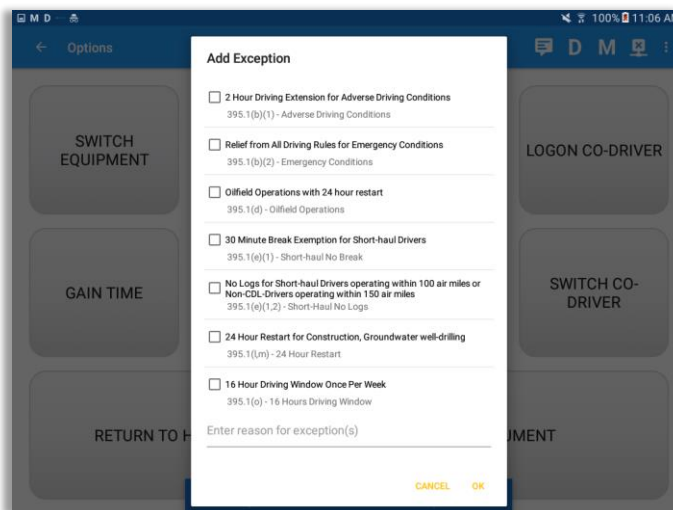 M D
100% 11:06 AM
Options
D M
Add Exception
2 Hour Driving Extension for Adverse Driving Conditions
395.1(b)(1) - Adverse Driving Conditions
Relief from All Driving Rules for Emergency Conditions
395.1(b)(2) - Emergency Conditions
Oilfield Operations with 24 hour restart
395.1(d) - Oilfield Operations
30 Minute Break Exemption for Short-haul Drivers
395.1(e)(1) - Short-haul No Break
No Logs for Short-haul Drivers operating within 100 air miles or
Non-CDL-Drivers operating within 150 air miles
395.1(e)(1,2) - Short-Haul No Logs
24 Hour Restart for Construction, Groundwater well-drilling
395.1(l,m) - 24 Hour Restart
16 Hour Driving Window Once Per Week
395.1(o) - 16 Hours Driving Window
Enter reason for exception(s)
CANCEL OK
SWITCH
EQUIPMENT
LOGON CO-DRIVER
GAIN TIME
SWITCH CO-
DRIVER
RETURN TO H
UMENT